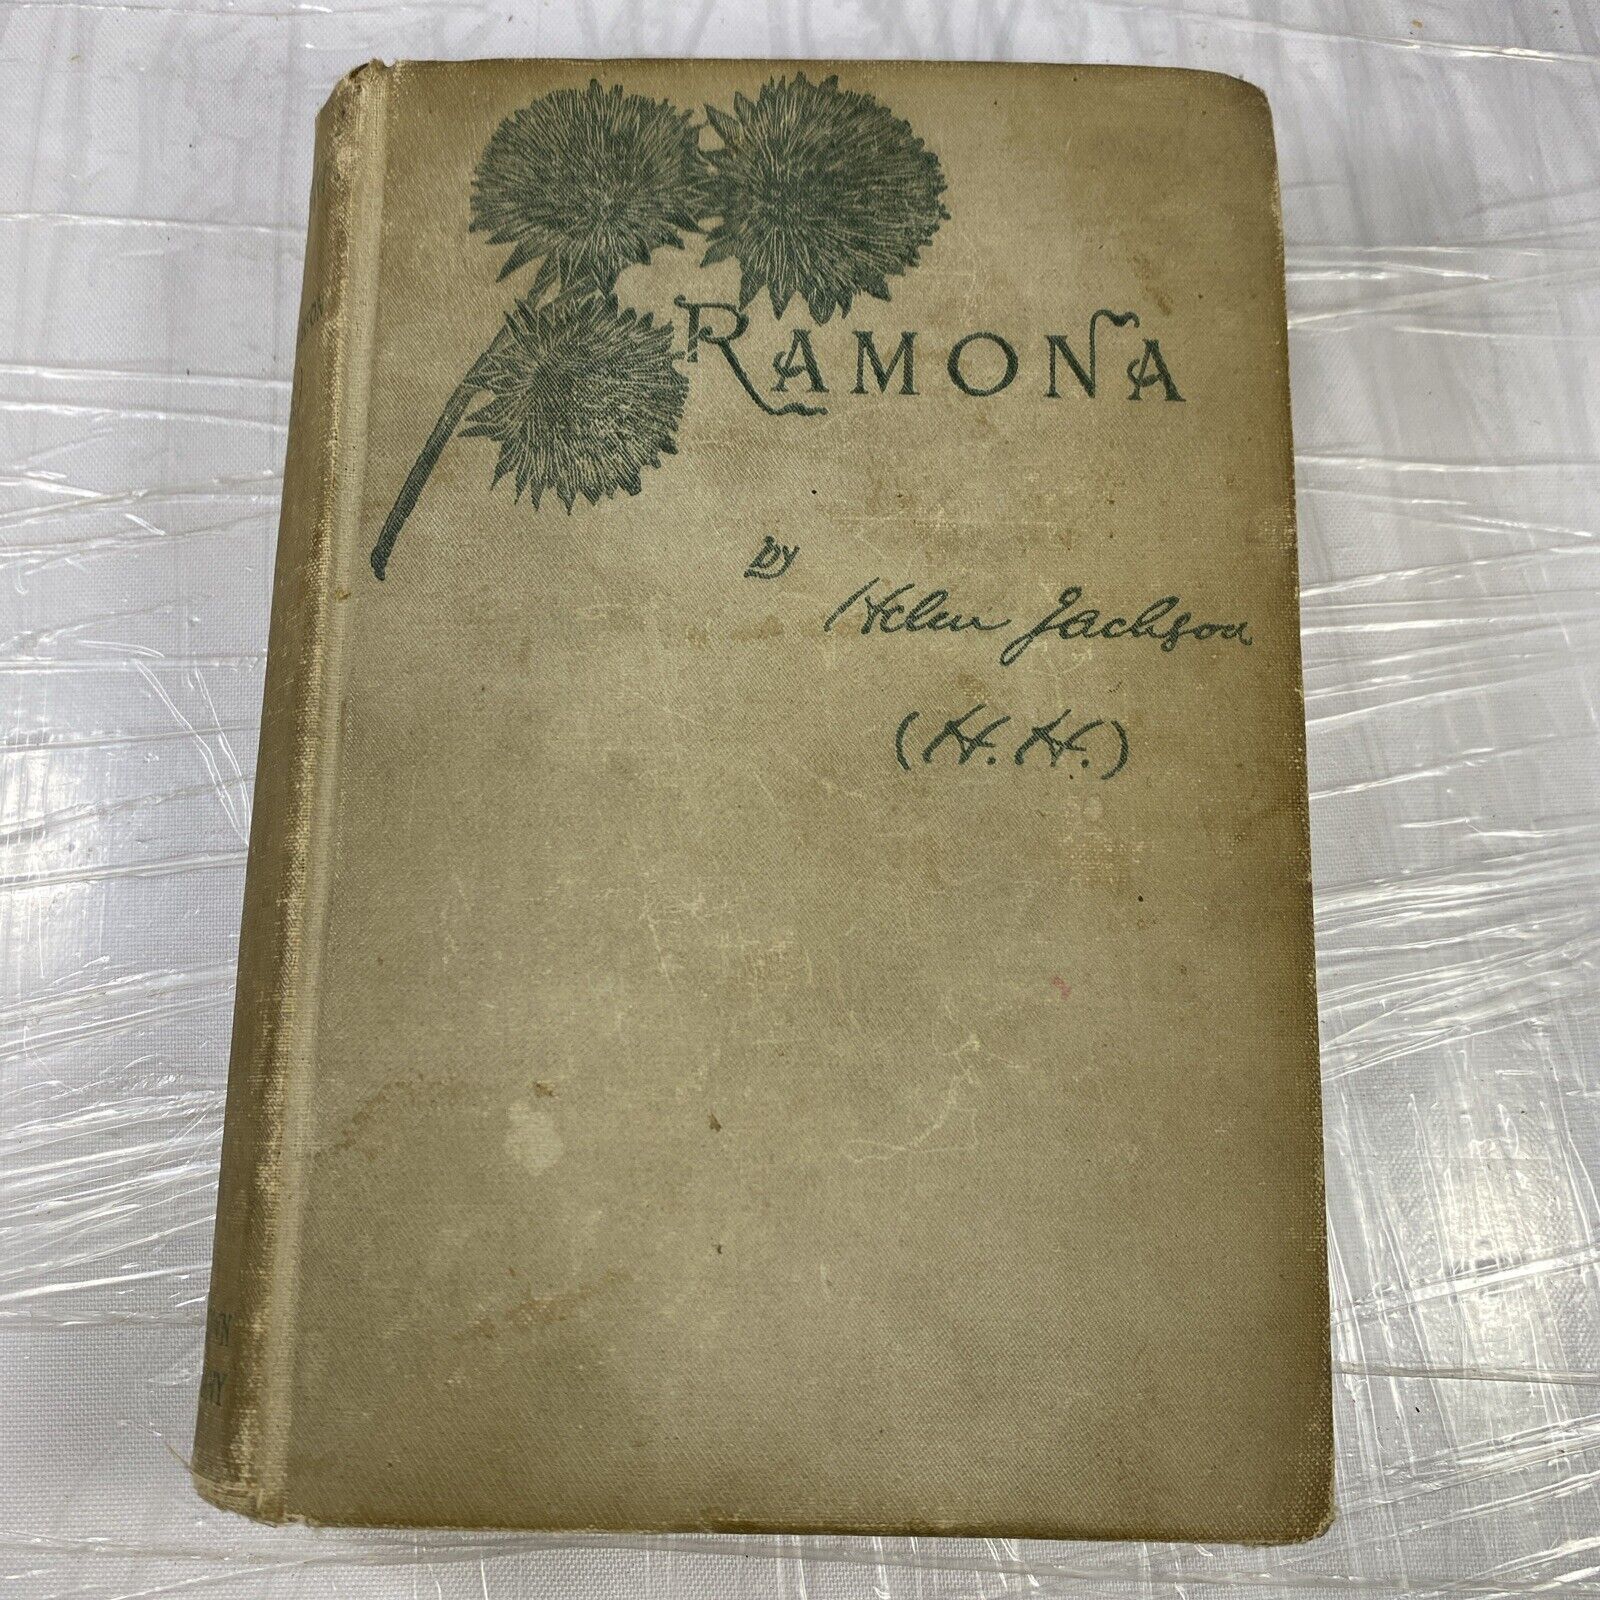 RAMONA
by
Helen Jackson
(H. H.)